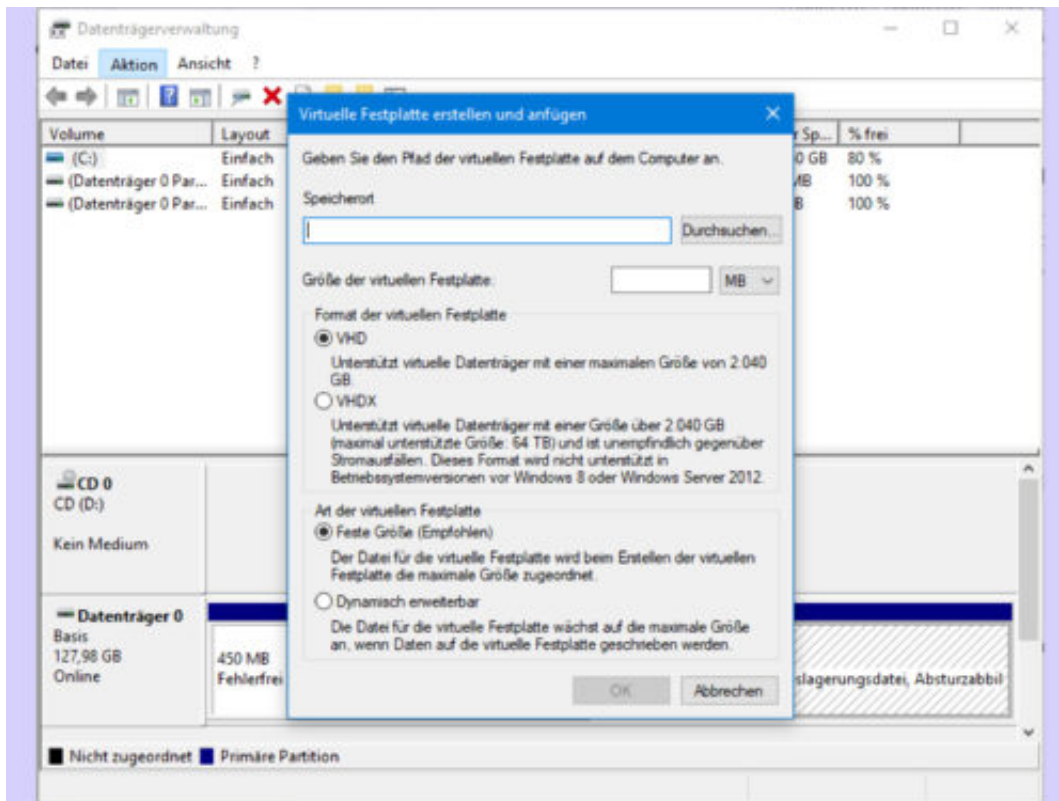 Datenträgerverwaltung
Datei Aktion Ansicht ?
Virtuelle Festplatte erstellen und anfügen
Volume Layout r Sp... % frei
(C:) Einfach 0 GB 80 %
(Datenträger 0 Par... Einfach MB 100 %
(Datenträger 0 Par... Einfach B 100 %
Geben Sie den Pfad der virtuellen Festplatte auf dem Computer an.
Speicherort
Durchsuchen...
Größe der virtuellen Festplatte: MB
Format der virtuellen Festplatte
VHD
Unterstützt virtuelle Datenträger mit einer maximalen Größe von 2.040
GB.
VHDX
Unterstützt virtuelle Datenträger mit einer Größe über 2.040 GB
(maximal unterstützte Größe: 64 TB) und ist unempfindlich gegenüber
Stromausfällen. Dieses Format wird nicht unterstützt in
Betriebssystemversionen vor Windows 8 oder Windows Server 2012.
Art der virtuellen Festplatte
Feste Größe (Empfohlen)
Der Datei für die virtuelle Festplatte wird beim Erstellen der virtuellen
Festplatte die maximale Größe zugeordnet.
Dynamisch erweiterbar
Die Datei für die virtuelle Festplatte wächst auf die maximale Größe
an, wenn Daten auf die virtuelle Festplatte geschrieben werden.
OK Abbrechen
CD 0
CD (D:)
Kein Medium
Datenträger 0
Basis
127,98 GB
Online
450 MB
Fehlerfrei
slagerungsdatei, Absturzabbil
Nicht zugeordnet Primäre Partition